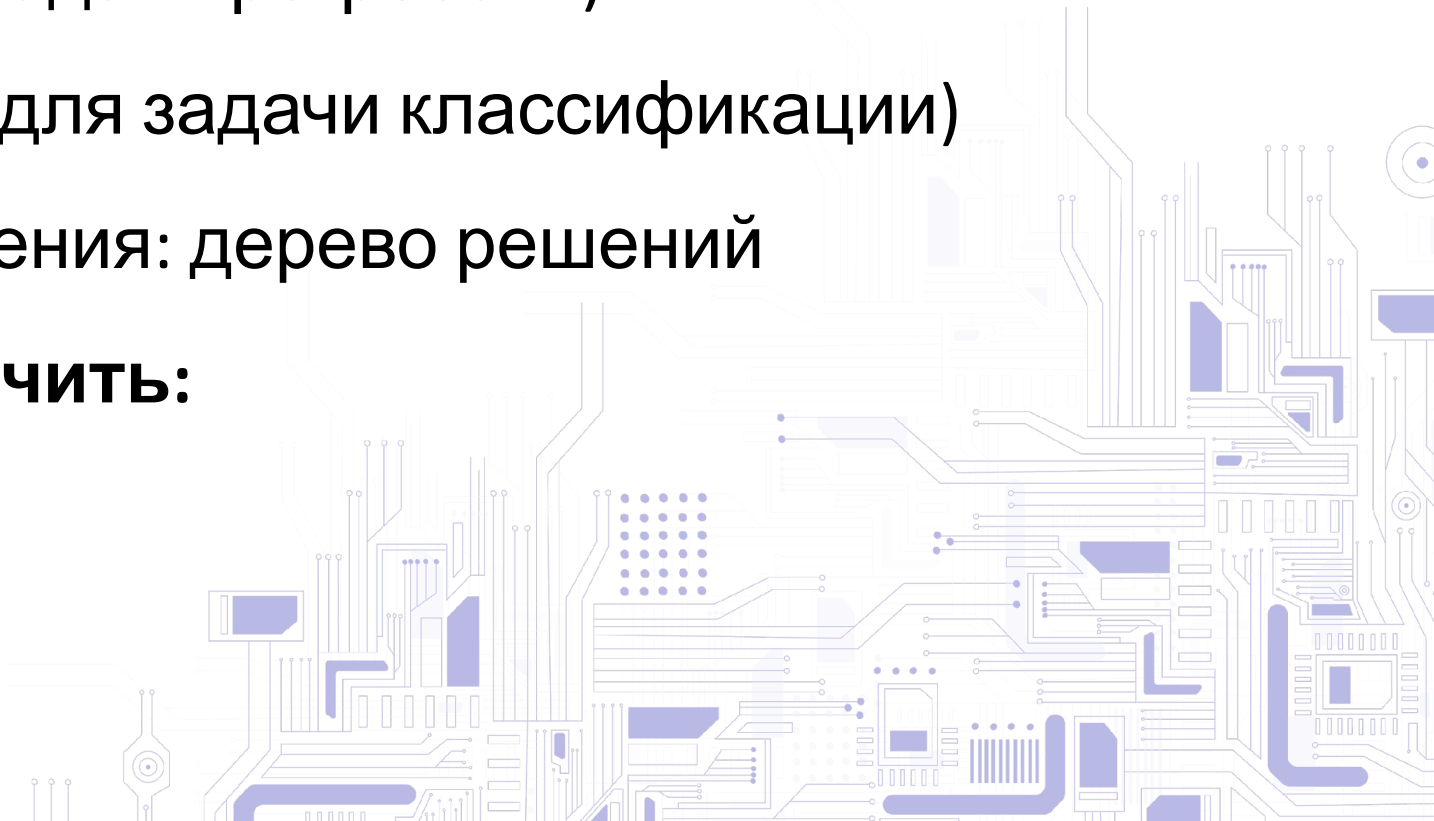 для задачи классификации)
ения: дерево решений
чить: